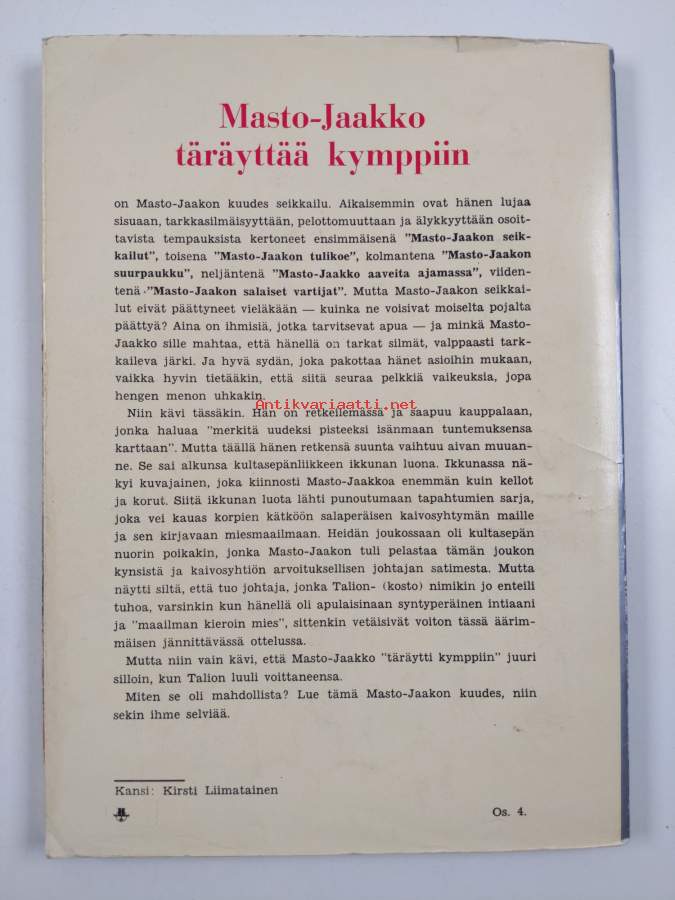 Masto-Jaakko
täräyttää kymppiin
on Masto-Jaakon kuudes seikkailu. Aikaisemmin ovat hänen lujaa
sisuaan, tarkkasilmäisyyttään, pelottomuuttaan ja älykkyyttään osoit-
tavista tempauksista kertoneet ensimmäisenä "Masto-Jaakon seik-
kailut", toisena "Masto-Jaakon tulikoe", kolmantena "Masto-Jaakon
suurpaukku", neljäntenä "Masto-Jaakko aaveita ajamassa", viiden-
tenä "Masto-Jaakon salaiset vartijat". Mutta Masto-Jaakon seikkai-
lut eivät päättyneet vieläkään — kuinka ne voisivat moiselta pojalta
päättyä? Aina on ihmisiä, jotka tarvitsevat apua — ja minkä Masto-
Jaakko sille mahtaa, että hänellä on tarkat silmät, valppaasti tark-
kaileva järki. Ja hyvä sydän, joka pakottaa hänet asioihin mukaan,
vaikka hyvin tietääkin, että siitä seuraa pelkkiä vaikeuksia, jopa
hengen menon uhkakin.
Antikvariaatti.net
Niin kävi tässäkin. Hän on retkeilemässä ja saapuu kauppalaan,
jonka haluaa "merkitä uudeksi pisteeksi isänmaan tuntemuksensa
karttaan". Mutta täällä hänen retkensä suunta vaihtuu aivan muuan-
ne. Se sai alkunsa kultasepänliikkeen ikkunan luona. Ikkunassa nä-
kyi kuvajainen, joka kiinnosti Masto-Jaakkoa enemmän kuin kellot
ja korut. Siitä ikkunan luota lähti punoutumaan tapahtumien sarja,
joka vei kauas korpien kätköön salaperäisen kaivosyhtymän maille
ja sen kirjavaan miesmaailmaan. Heidän joukossaan oli kultasepän
nuorin poikakin, jonka Masto-Jaakon tuli pelastaa tämän joukon
kynsistä ja kaivosyhtiön arvoituksellisen johtajan satimesta. Mutta
näytti siltä, että tuo johtaja, jonka Talion- (kosto) nimikin jo enteili
tuhoa, varsinkin kun hänellä oli apulaisinaan syntyperäinen intiaani
ja "maailman kieroin mies", sittenkin vetäisivät voiton tässä äärim-
mäisen jännittävässä ottelussa.
Mutta niin vain kävi, että Masto-Jaakko "täräytti kymppiin" juuri
silloin, kun Talion luuli voittaneensa.
Miten se oli mahdollista? Lue tämä Masto-Jaakon kuudes, niin
sekin ihme selviää.
Kansi: Kirsti Liimatainen
Os. 4.